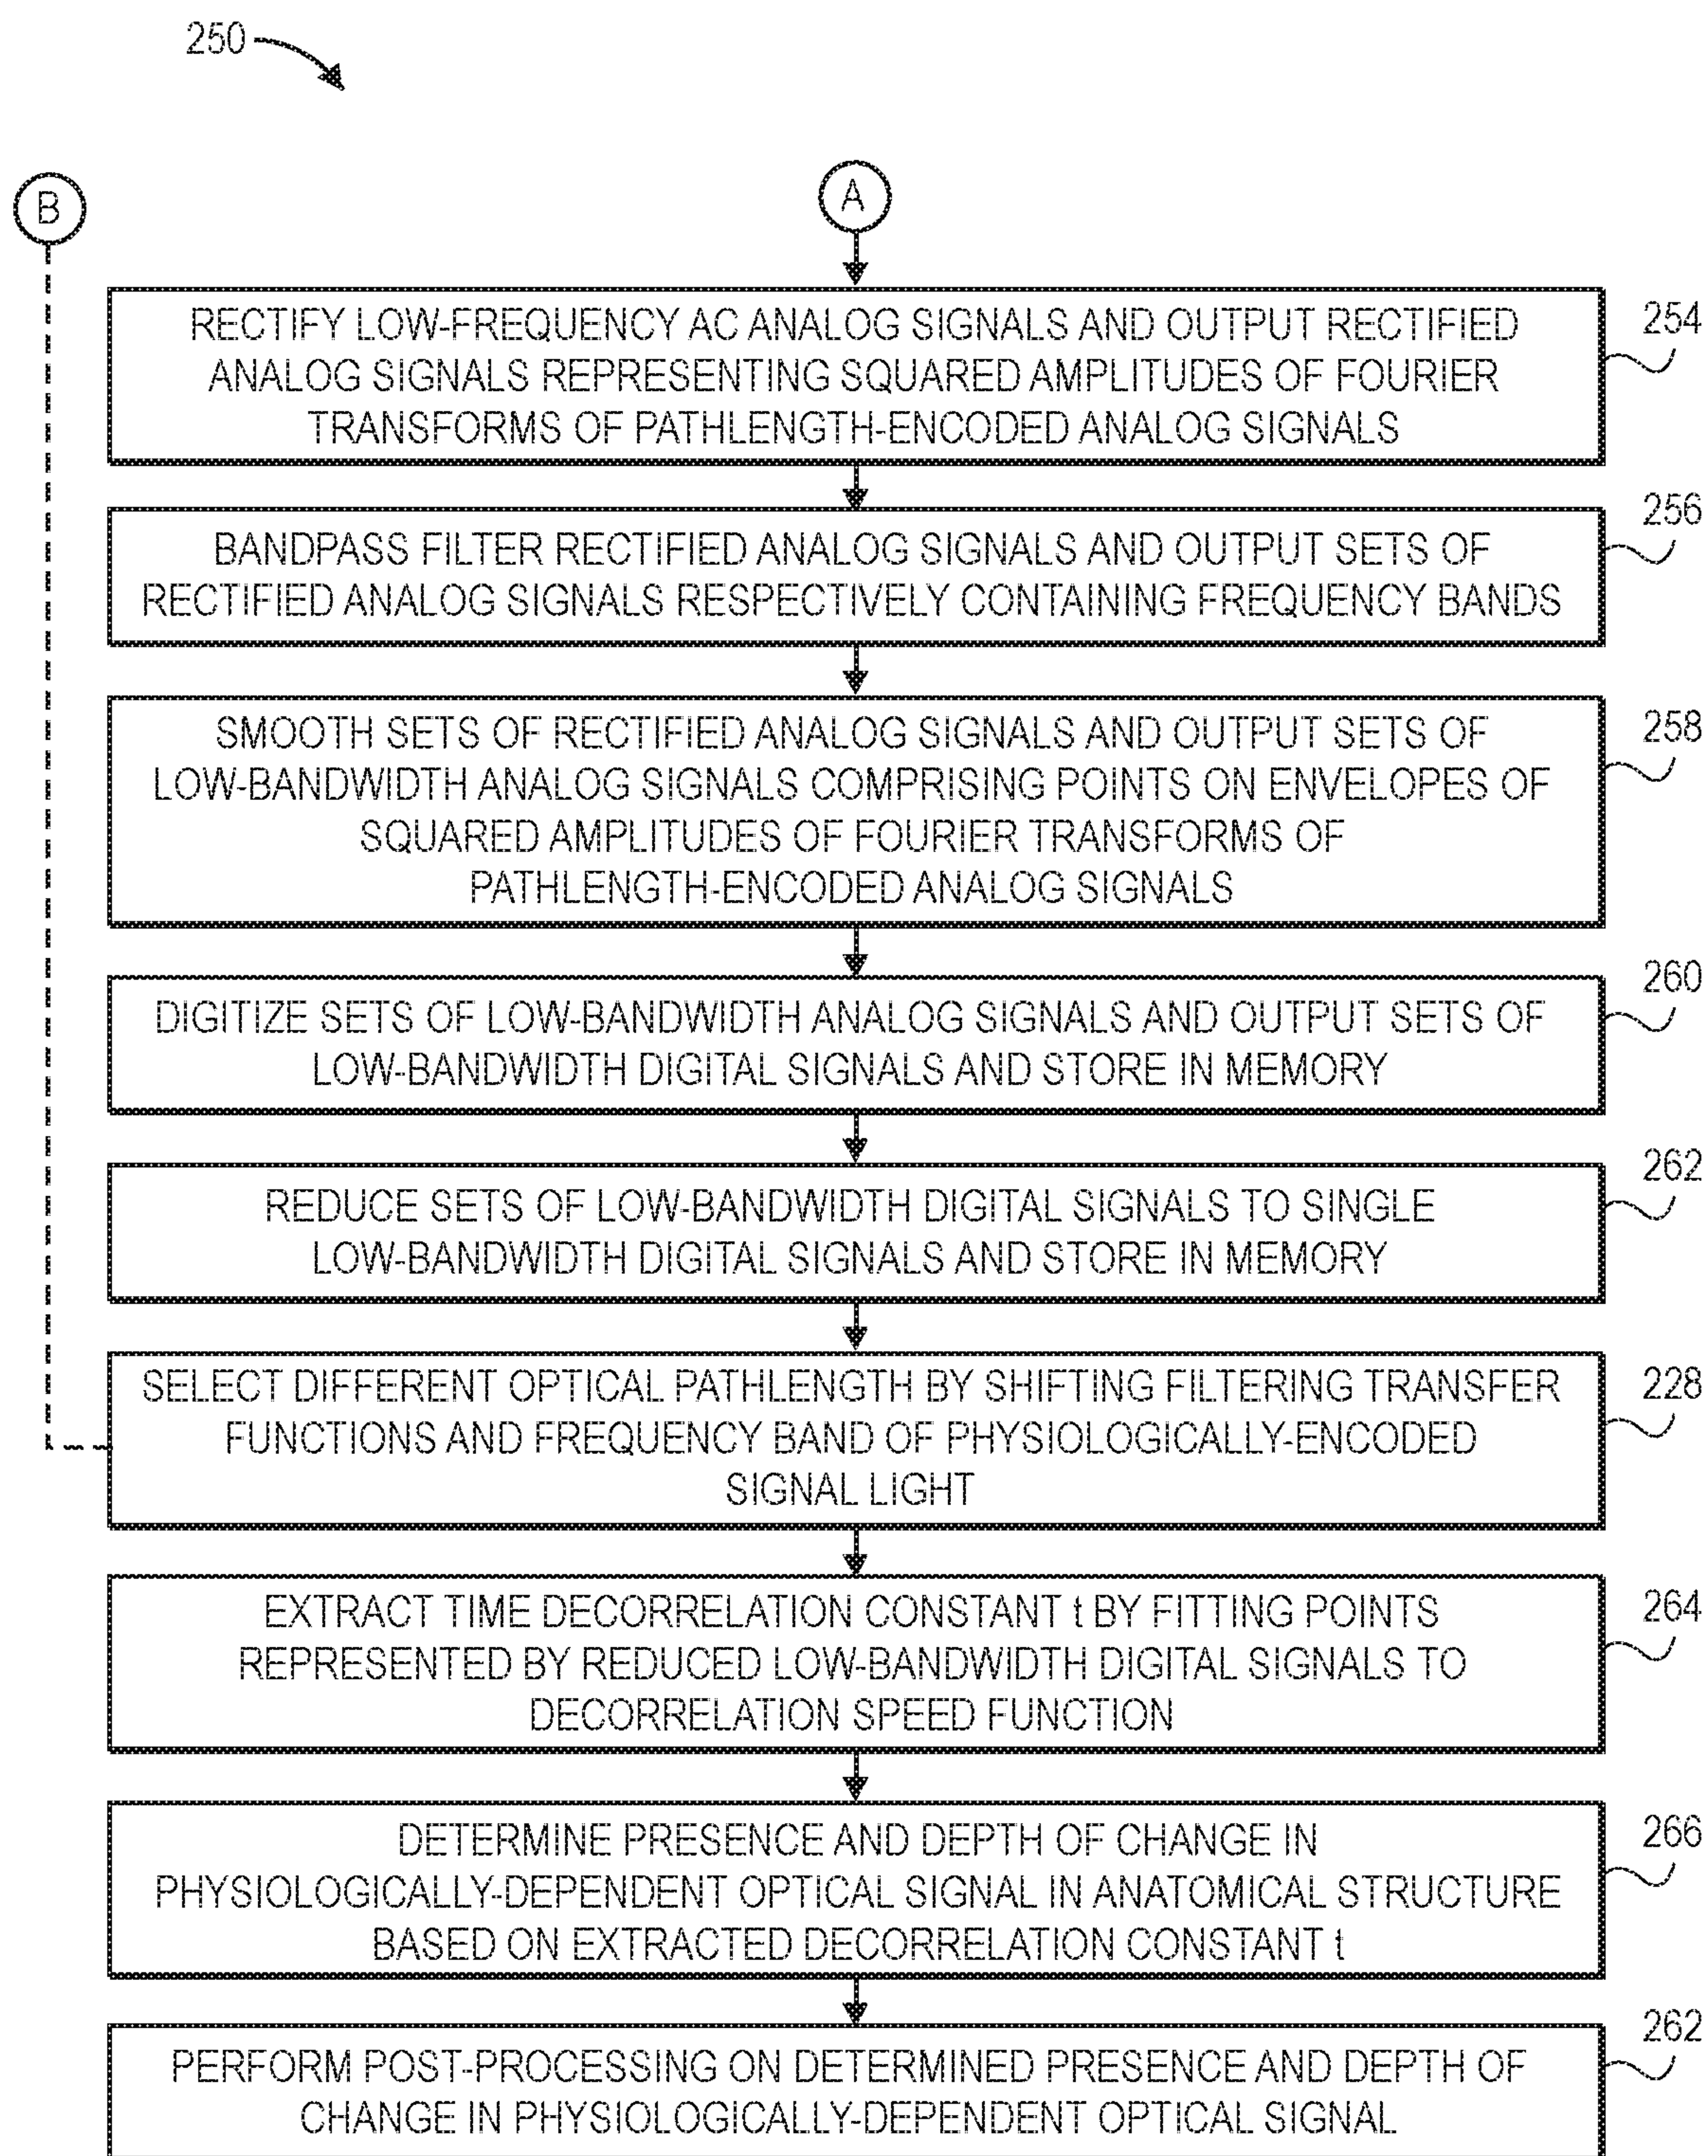 250
B
A
RECTIFY LOW-FREQUENCY AC ANALOG SIGNALS AND OUTPUT RECTIFIED
ANALOG SIGNALS REPRESENTING SQUARED AMPLITUDES OF FOURIER
TRANSFORMS OF PATHLENGTH-ENCODED ANALOG SIGNALS
254
BANDPASS FILTER RECTIFIED ANALOG SIGNALS AND OUTPUT SETS OF
RECTIFIED ANALOG SIGNALS RESPECTIVELY CONTAINING FREQUENCY BANDS
256
SMOOTH SETS OF RECTIFIED ANALOG SIGNALS AND OUTPUT SETS OF
LOW-BANDWIDTH ANALOG SIGNALS COMPRISING POINTS ON ENVELOPES OF
SQUARED AMPLITUDES OF FOURIER TRANSFORMS OF
PATHLENGTH-ENCODED ANALOG SIGNALS
258
DIGITIZE SETS OF LOW-BANDWIDTH ANALOG SIGNALS AND OUTPUT SETS OF
LOW-BANDWIDTH DIGITAL SIGNALS AND STORE IN MEMORY
260
REDUCE SETS OF LOW-BANDWIDTH DIGITAL SIGNALS TO SINGLE
LOW-BANDWIDTH DIGITAL SIGNALS AND STORE IN MEMORY
262
SELECT DIFFERENT OPTICAL PATHLENGTH BY SHIFTING FILTERING TRANSFER
FUNCTIONS AND FREQUENCY BAND OF PHYSIOLOGICALLY-ENCODED
SIGNAL LIGHT
228
EXTRACT TIME DECORRELATION CONSTANT t BY FITTING POINTS
REPRESENTED BY REDUCED LOW-BANDWIDTH DIGITAL SIGNALS TO
DECORRELATION SPEED FUNCTION
264
DETERMINE PRESENCE AND DEPTH OF CHANGE IN
PHYSIOLOGICALLY-DEPENDENT OPTICAL SIGNAL IN ANATOMICAL STRUCTURE
BASED ON EXTRACTED DECORRELATION CONSTANT t
266
PERFORM POST-PROCESSING ON DETERMINED PRESENCE AND DEPTH OF
CHANGE IN PHYSIOLOGICALLY-DEPENDENT OPTICAL SIGNAL
262